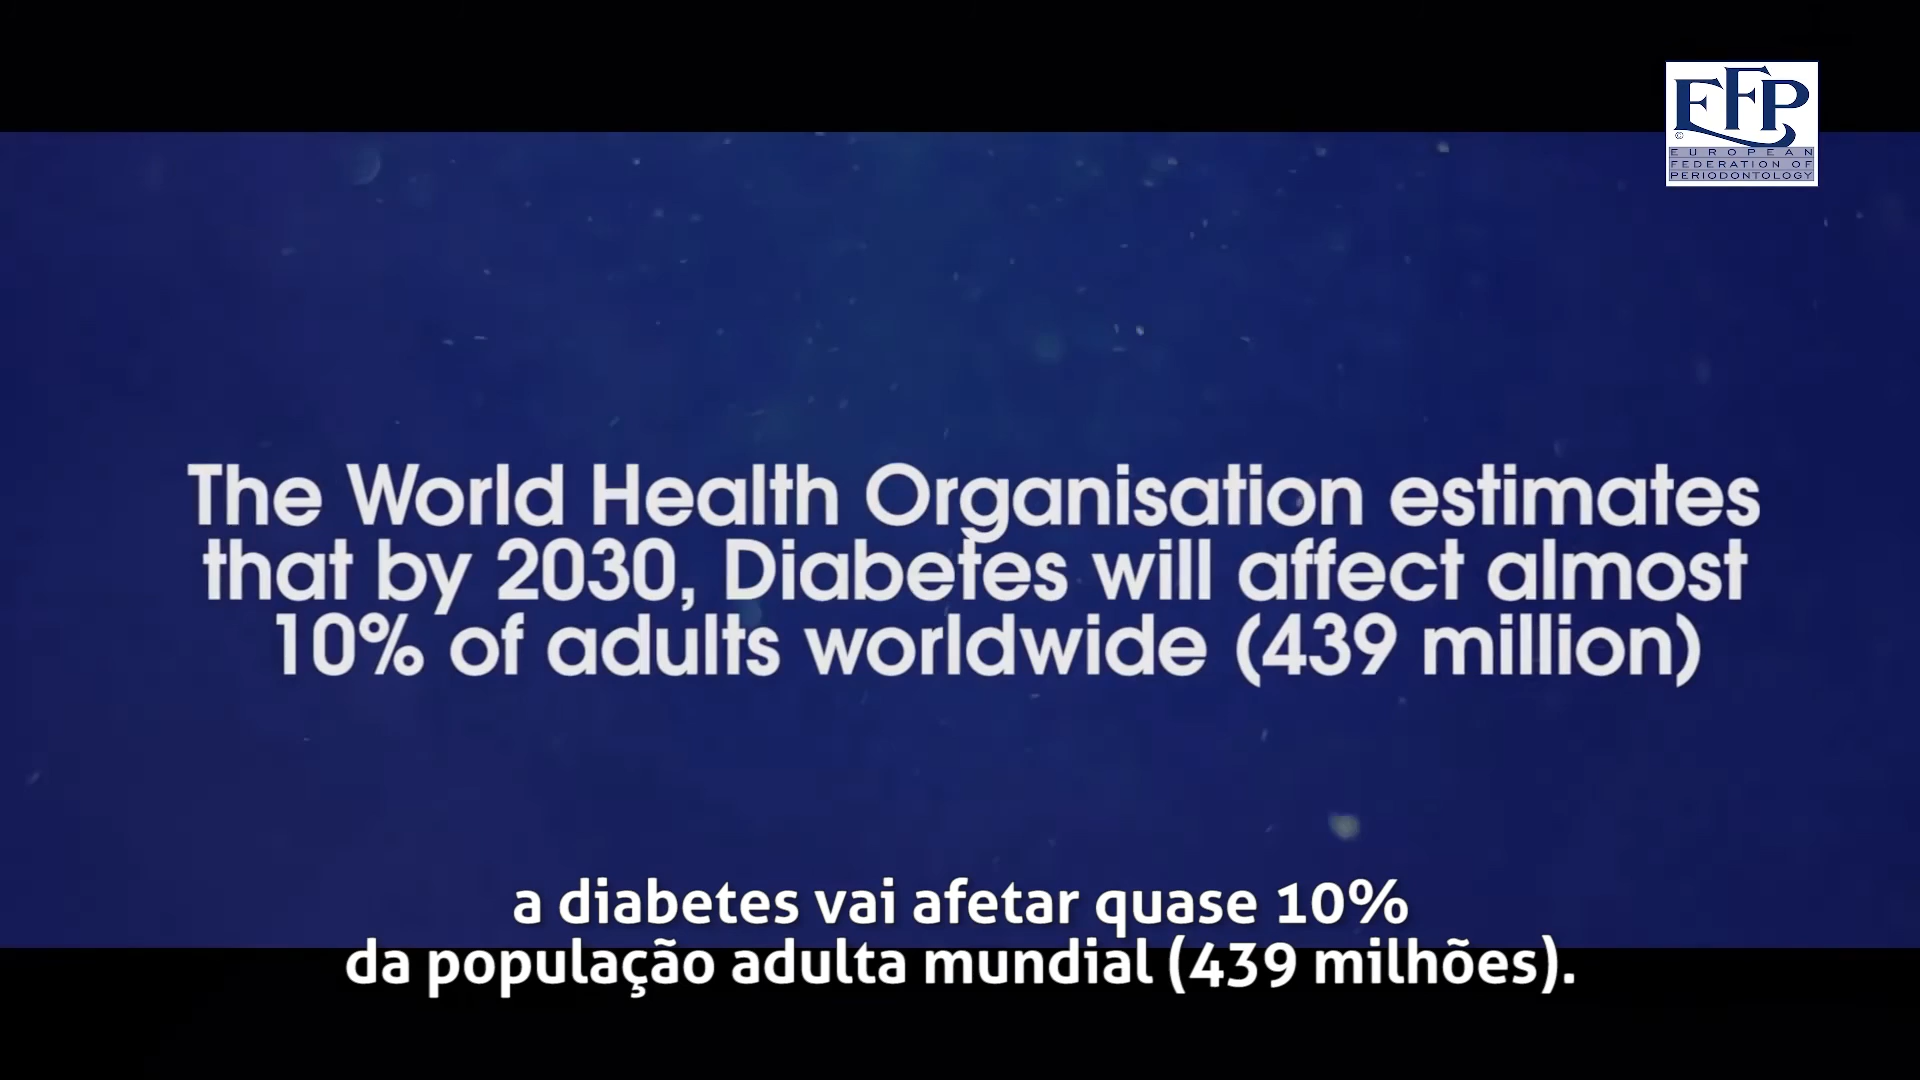 EFP
©
EUROPEAN
FEDERATION OF
PERIODONTOLOGY
The World Health Organisation estimates
that by 2030, Diabetes will affect almost
10% of adults worldwide (439 million)
a diabetes vai afetar quase 10%
da população adulta mundial (439 milhões).